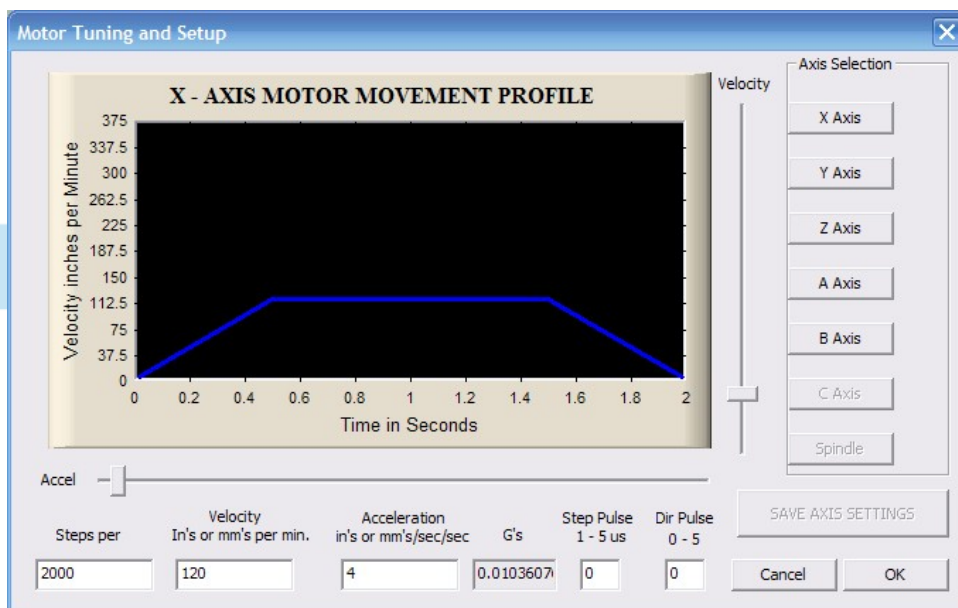 Motor Tuning and Setup
X - AXIS MOTOR MOVEMENT PROFILE
Velocity inches per Minute
375
337.5
300
262.5
225
187.5
150
112.5
75
37.5
0
0 0.2 0.4 0.6 0.8 1 1.2 1.4 1.6 1.8 2
Time in Seconds
Velocity
Axis Selection
X Axis
Y Axis
Z Axis
A Axis
B Axis
C Axis
Spindle
Accel
Steps per
Velocity
In's or mm's per min.
Acceleration
in's or mm's/sec/sec
G's
Step Pulse
1 - 5 us
Dir Pulse
0 - 5
2000
120
4
0.0103607
0
0
SAVE AXIS SETTINGS
Cancel
OK